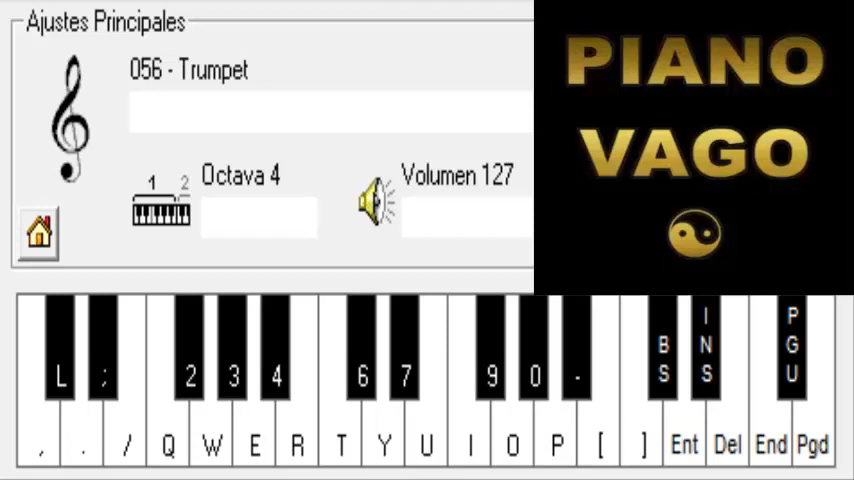 Ajustes Principales
056 - Trumpet
PIANO
VAGO
1 2
Octava 4
Volumen 127
L ; 2 3 4 6 7 9 0 - BS INS PGU
, . / Q W E R T Y U I O P [ ] Ent Del End Pgd